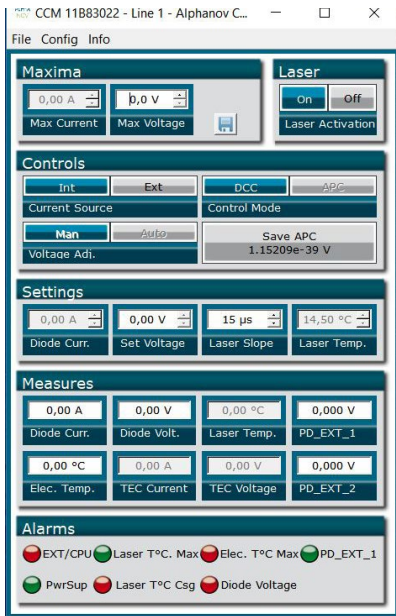 CCM 11B83022 - Line 1 - Alphanov C...
File Config Info
Maxima
0,00 A
0,0 V
Max Current Max Voltage
Laser
On Off
Laser Activation
Controls
Int Ext
Current Source
DCC APC
Control Mode
Man Auto
Voltage Adj.
Save APC
1.15209e-39 V
Settings
0,00 A 0,00 V 15 µs 14,50 °C
Diode Curr. Set Voltage Laser Slope Laser Temp.
Measures
0,00 A 0,00 V 0,00 °C 0,000 V
Diode Curr. Diode Volt. Laser Temp. PD_EXT_1
0,00 °C 0,00 A 0,00 V 0,000 V
Elec. Temp. TEC Current TEC Voltage PD_EXT_2
Alarms
EXT/CPU Laser T°C. Max Elec. T°C Max PD_EXT_1
PwrSup Laser T°C Csg Diode Voltage